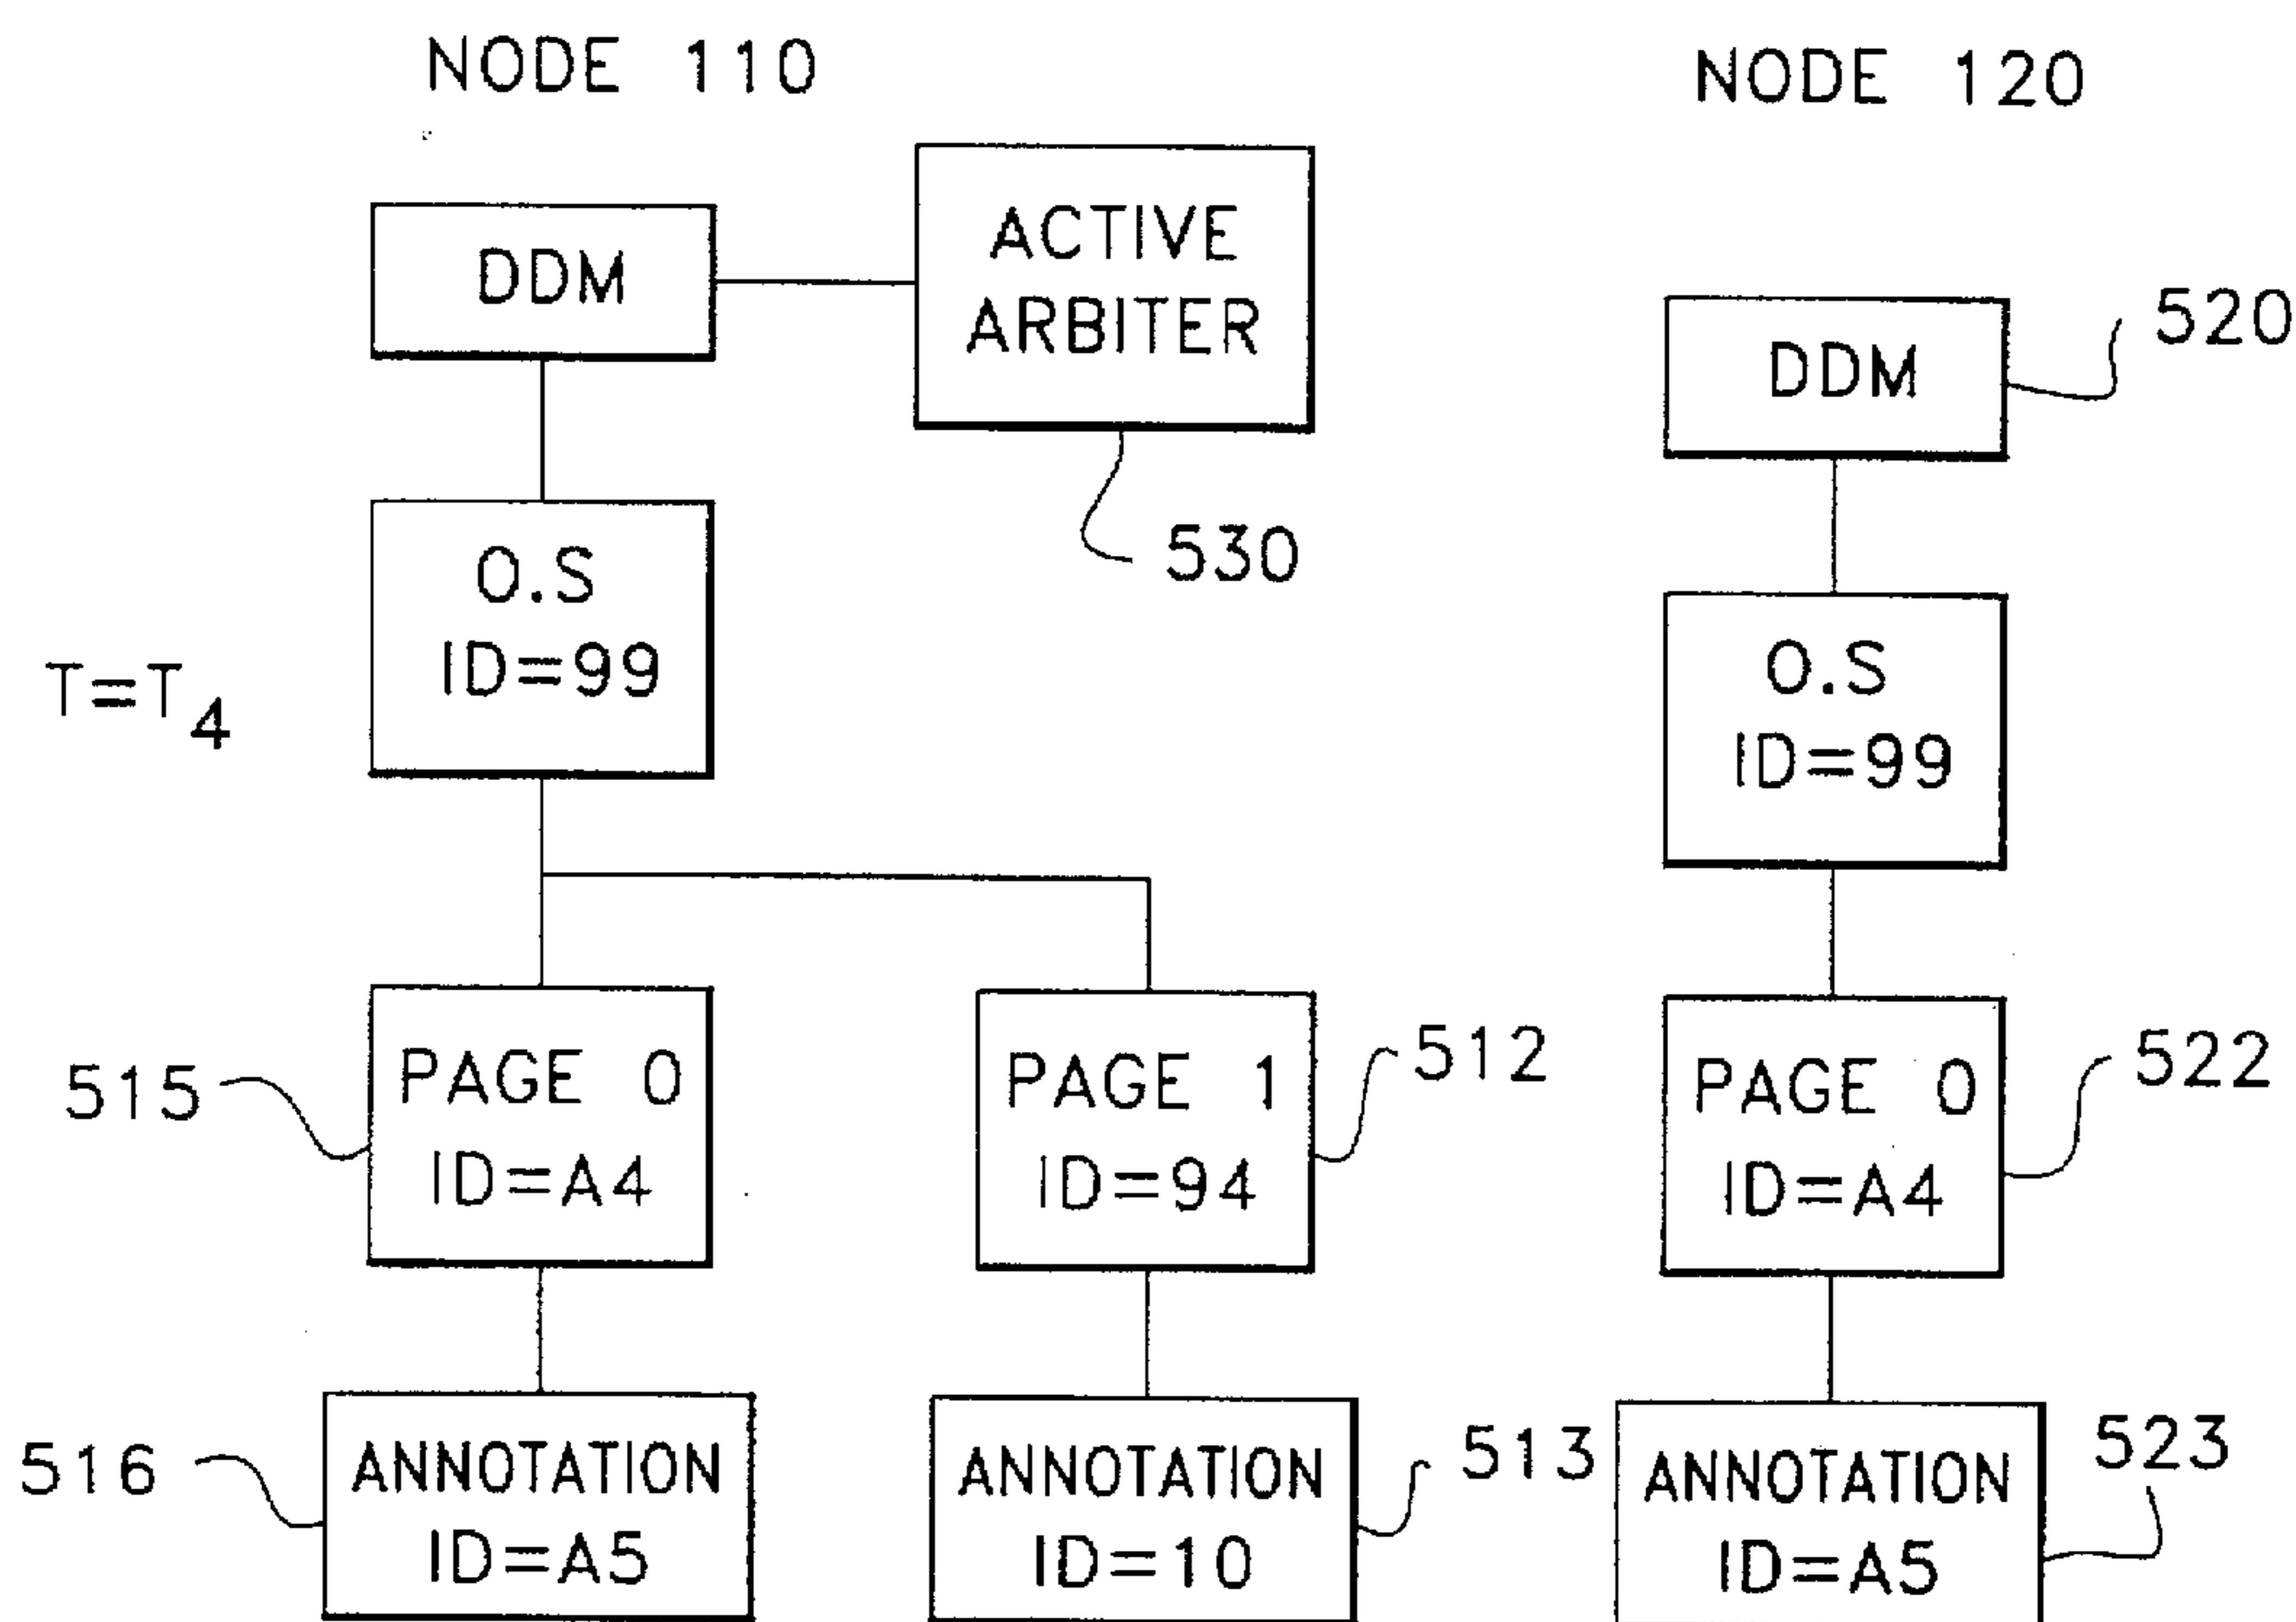 NODE 110
NODE 120
ACTIVE
ARBITER
DDM
520
DDM
530
O.S
ID=99
O.S
ID=99
T=T4
PAGE 0
ID=A4
515
PAGE 1
ID=94
512
PAGE 0
ID=A4
522
ANNOTATION
ID=A5
516
ANNOTATION
ID=10
513
ANNOTATION
ID=A5
523